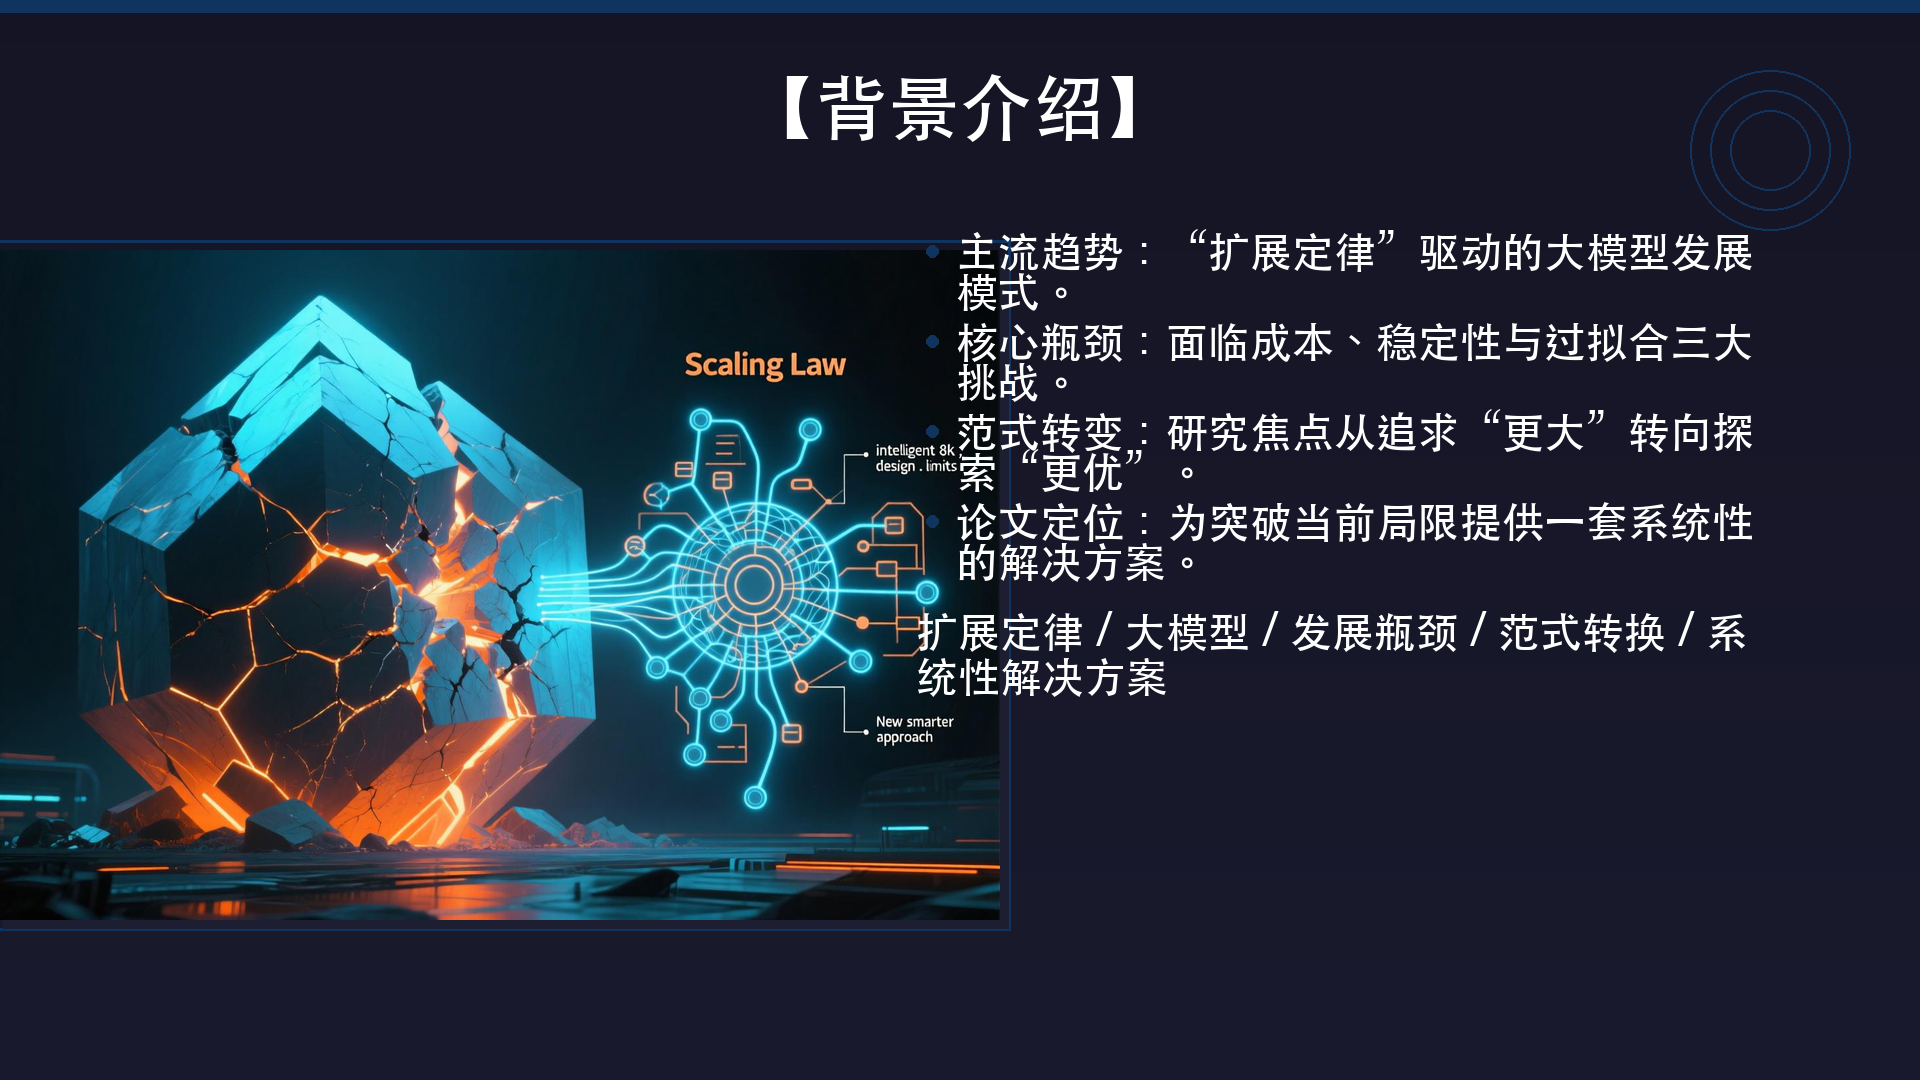 【背景介绍】
主流趋势：“扩展定律”驱动的大模型发展
模式。
核心瓶颈：面临成本、稳定性与过拟合三大
挑战。
范式转变：研究焦点从追求“更大”转向探
索“更优”。
论文定位：为突破当前局限提供一套系统性
的解决方案。
扩展定律 / 大模型 / 发展瓶颈 / 范式转换 / 系
统性解决方案
Scaling Law
intelligent 8k
design . limits
New smarter
approach